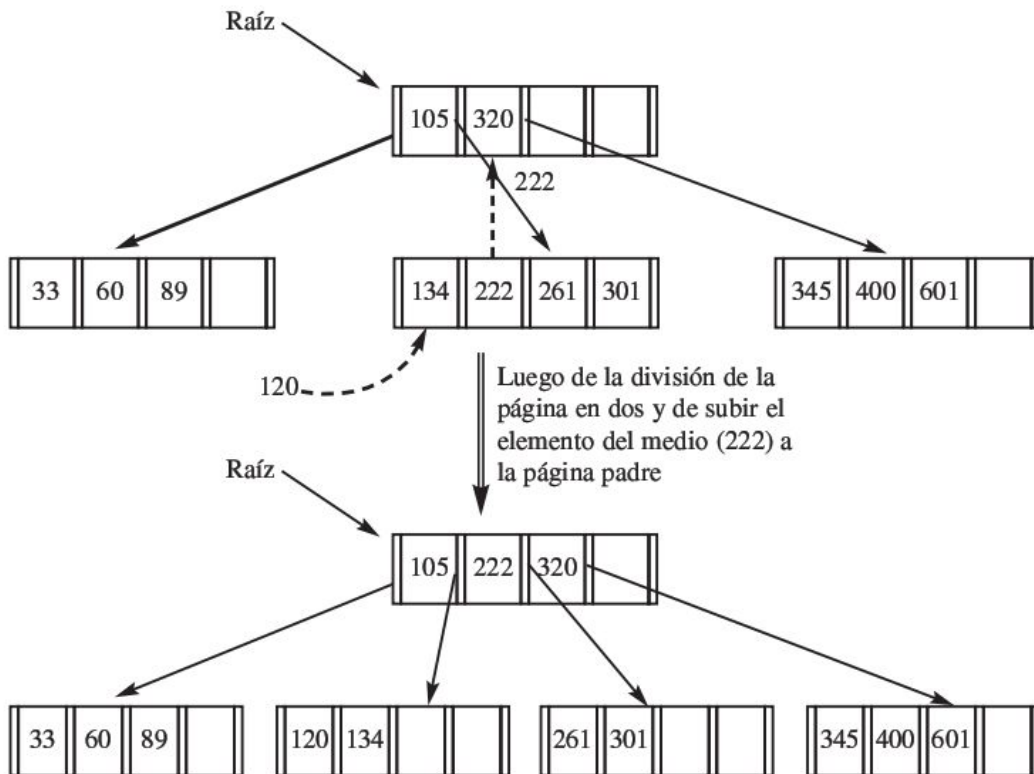 Raíz
105 320
222
33 60 89
134 222 261 301
345 400 601
120
Luego de la división de la
página en dos y de subir el
elemento del medio (222) a
la página padre
Raíz
105 222 320
33 60 89
120 134
261 301
345 400 601